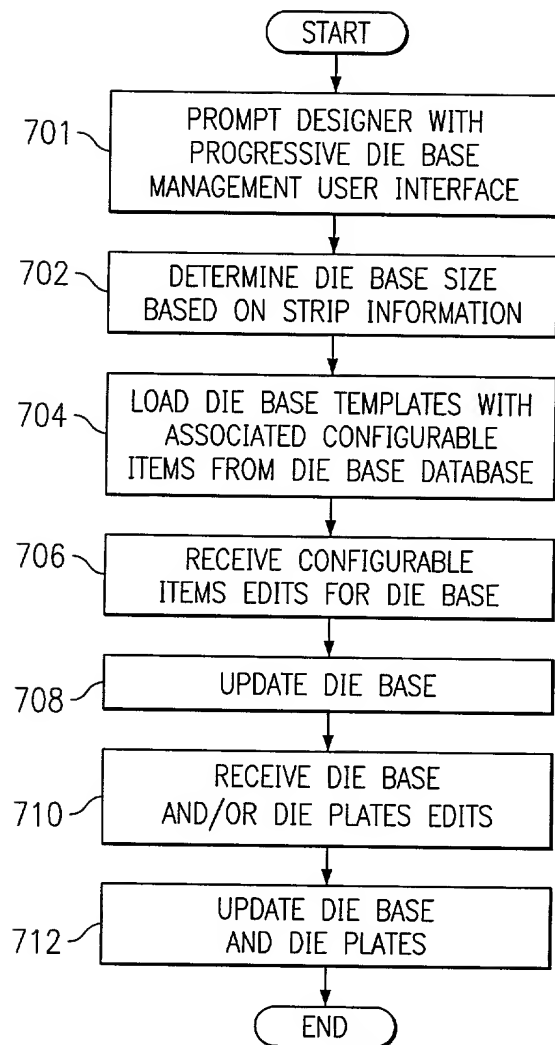 START
701
PROMPT DESIGNER WITH
PROGRESSIVE DIE BASE
MANAGEMENT USER INTERFACE
702
DETERMINE DIE BASE SIZE
BASED ON STRIP INFORMATION
704
LOAD DIE BASE TEMPLATES WITH
ASSOCIATED CONFIGURABLE
ITEMS FROM DIE BASE DATABASE
706
RECEIVE CONFIGURABLE
ITEMS EDITS FOR DIE BASE
708
UPDATE DIE BASE
710
RECEIVE DIE BASE
AND/OR DIE PLATES EDITS
712
UPDATE DIE BASE
AND DIE PLATES
END